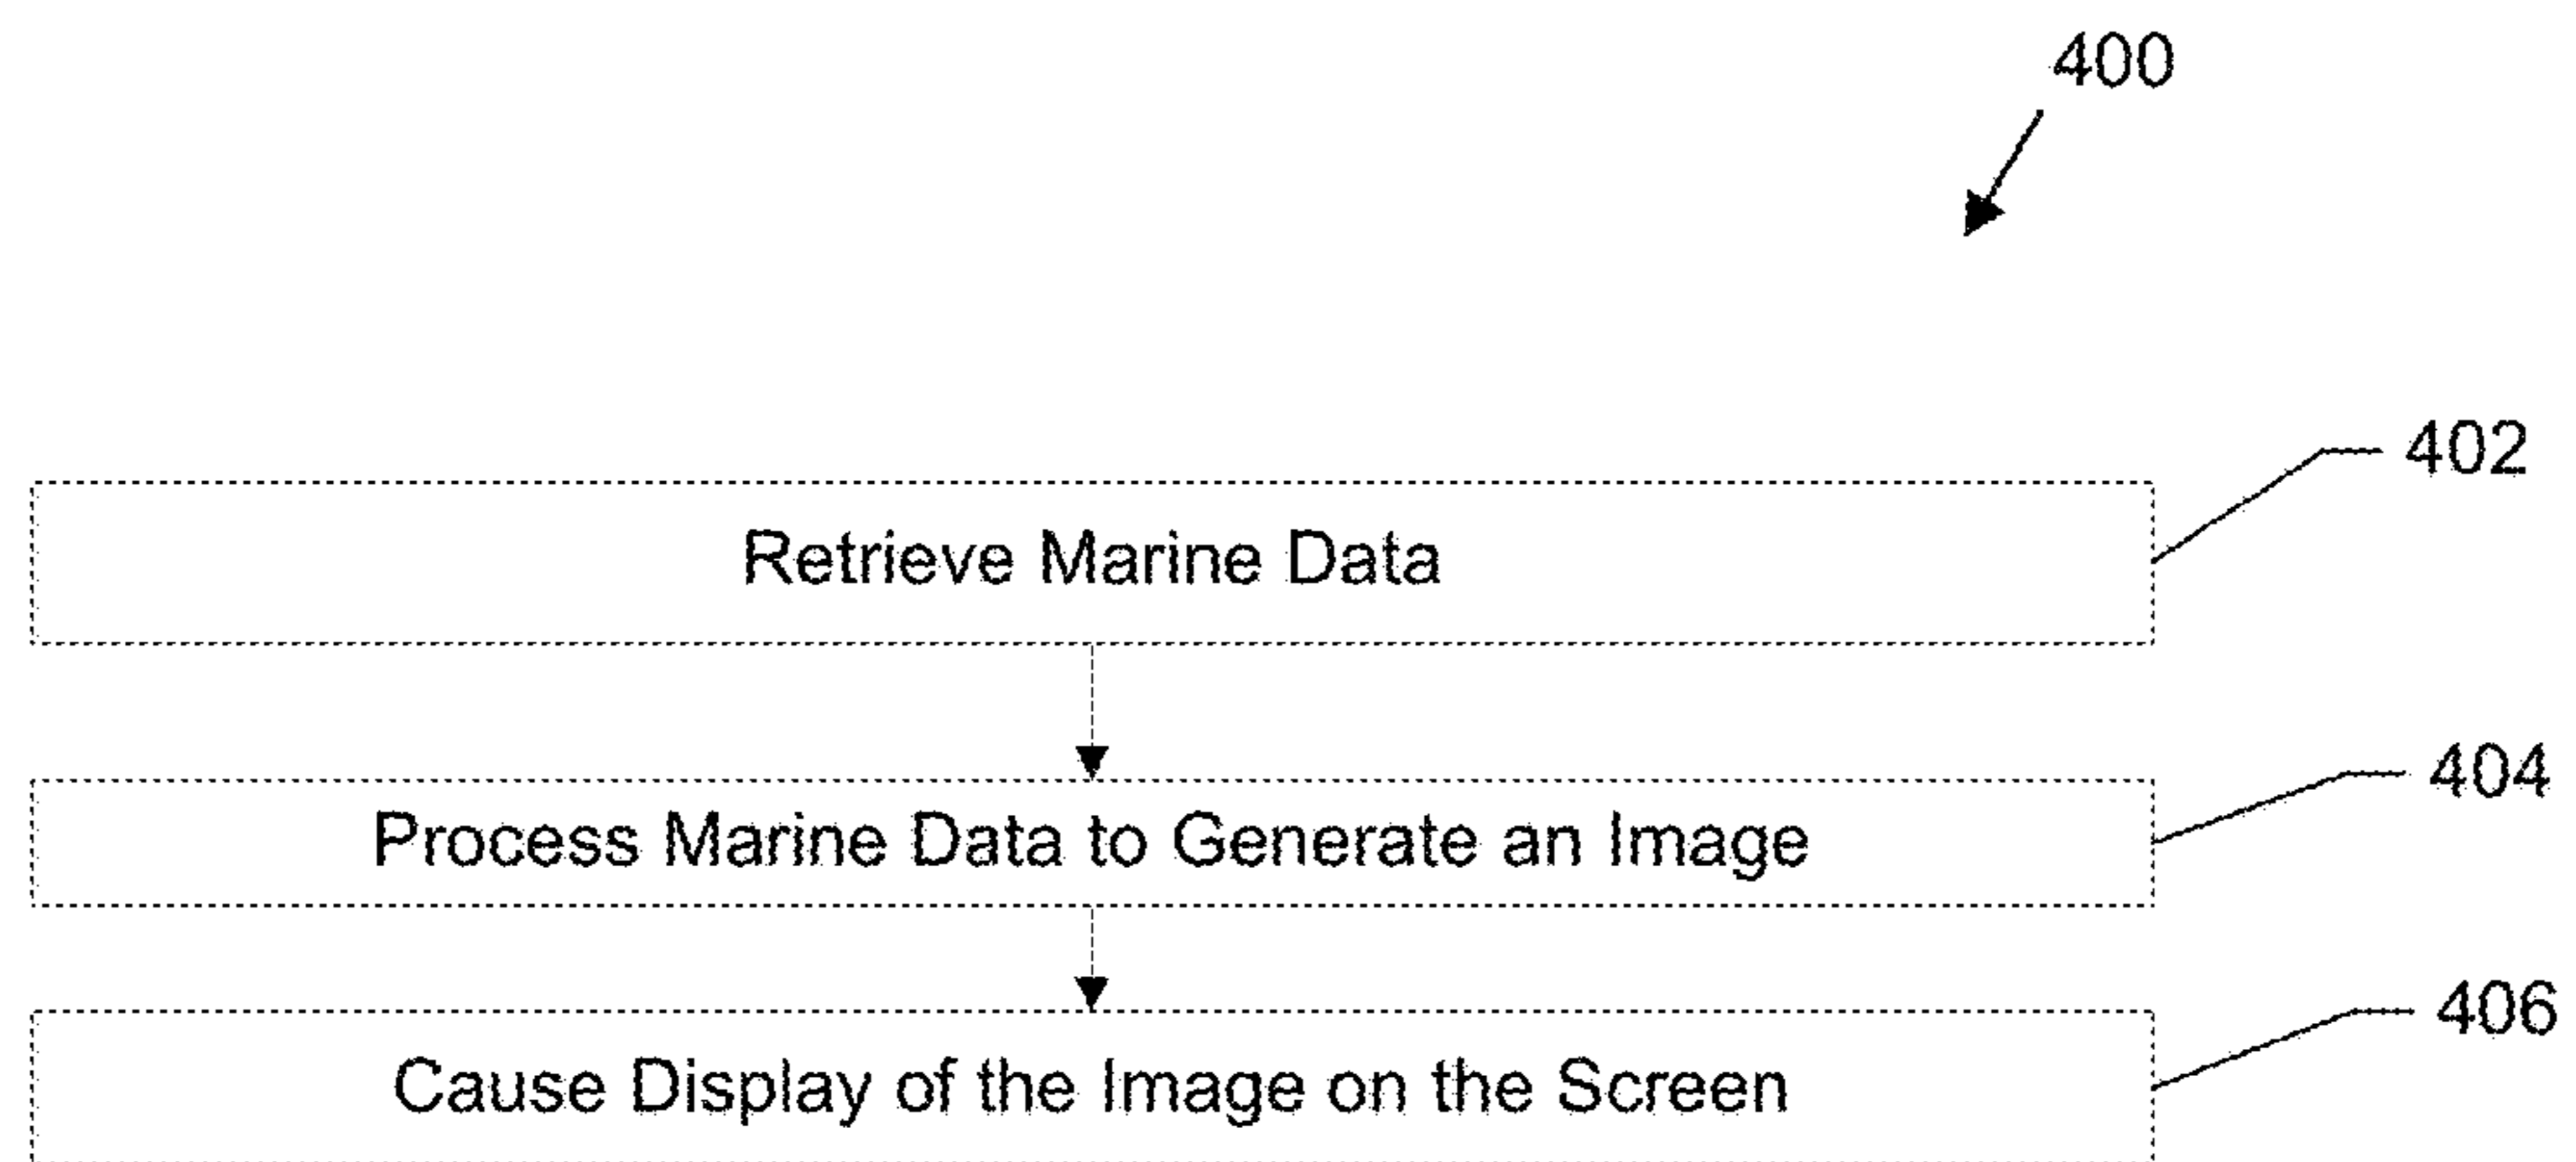 400
402
Retrieve Marine Data
404
Process Marine Data to Generate an Image
406
Cause Display of the Image on the Screen